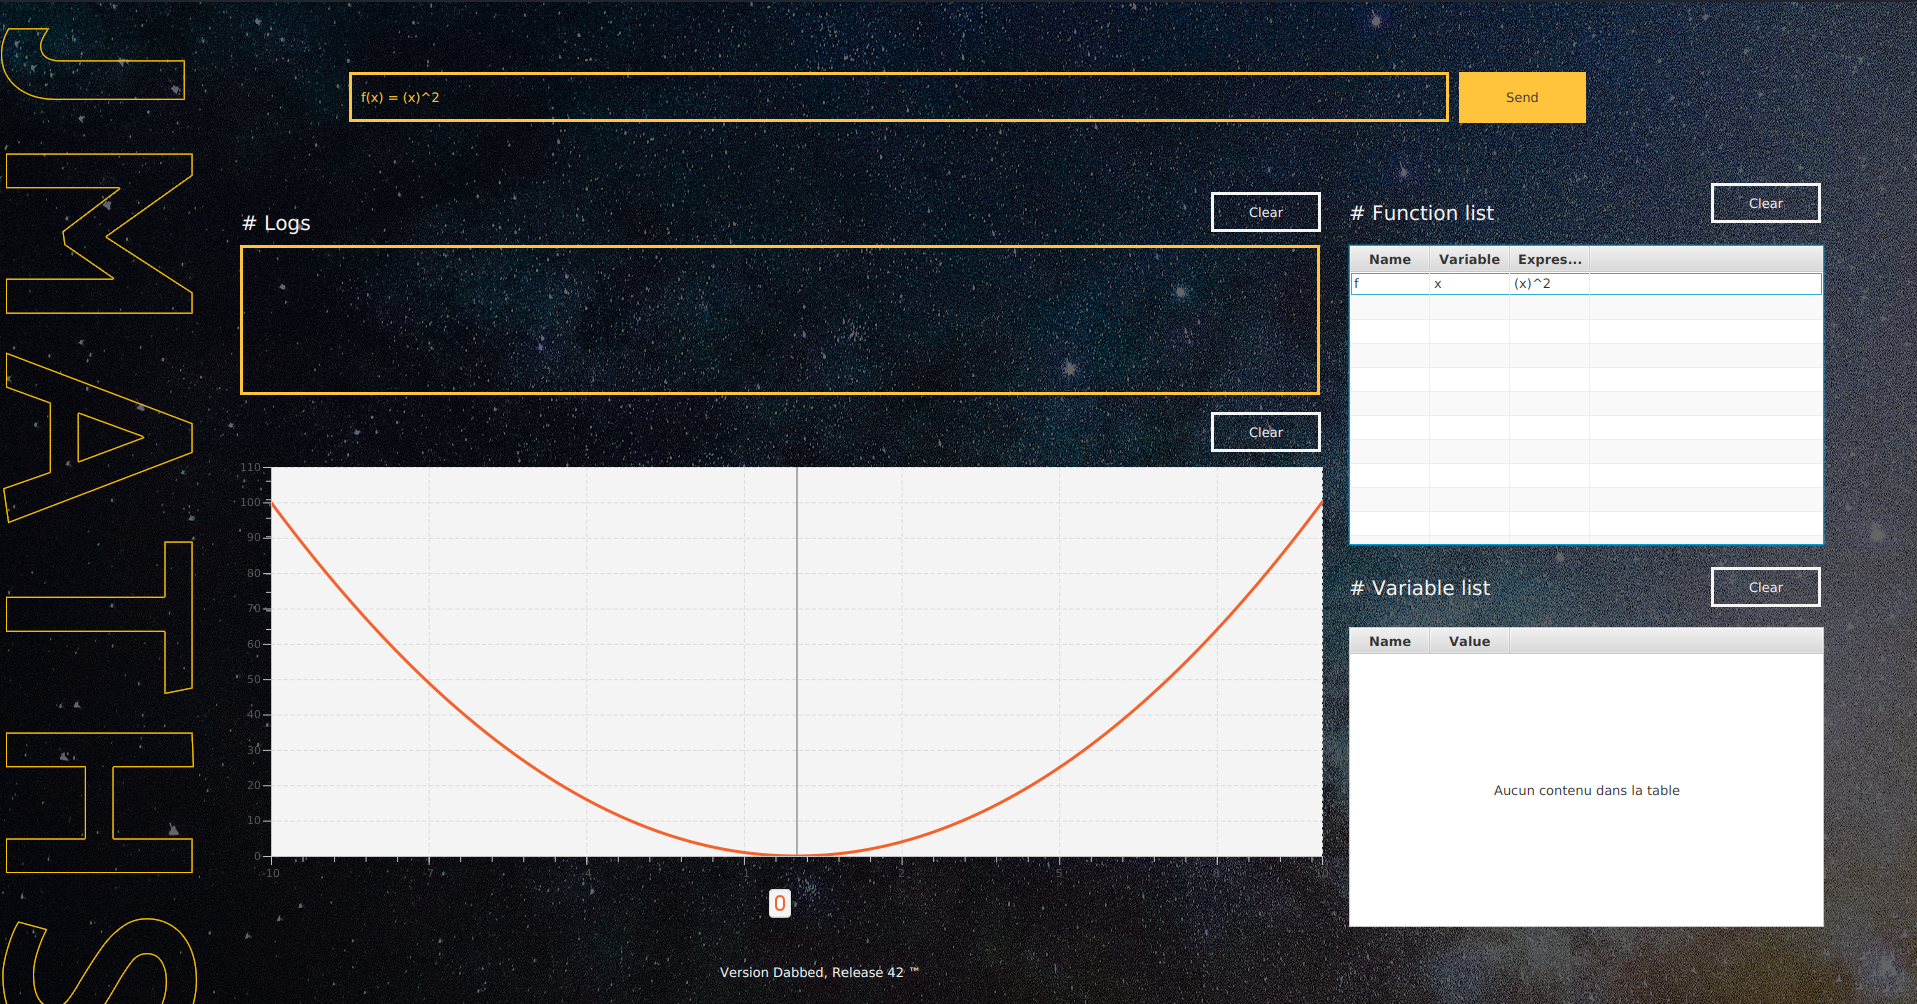 JMATHS
f(x) = (x)^2
Send
# Logs
Clear
# Function list
Clear
Name Variable Expres...
f x (x)^2
Clear
110
100
90
80
70
60
50
40
30
20
10
0
-10 -7 -4 -1 2 5 8 10
0
# Variable list
Clear
Name Value
Aucun contenu dans la table
Version Dabbed, Release 42 ™